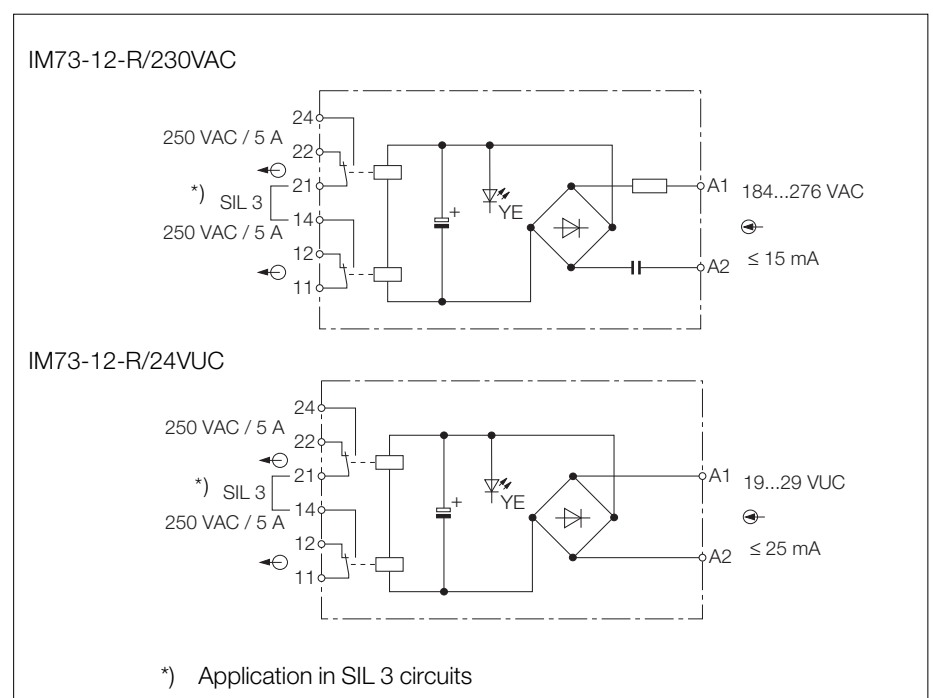 IM73-12-R/230VAC
24
250 VAC / 5 A
22
21
*) SIL 3
14
250 VAC / 5 A
12
11
+
YE
A1
184...276 VAC
≤ 15 mA
A2
IM73-12-R/24VUC
24
250 VAC / 5 A
22
21
*) SIL 3
14
250 VAC / 5 A
12
11
+
YE
A1
19...29 VUC
≤ 25 mA
A2
*) Application in SIL 3 circuits